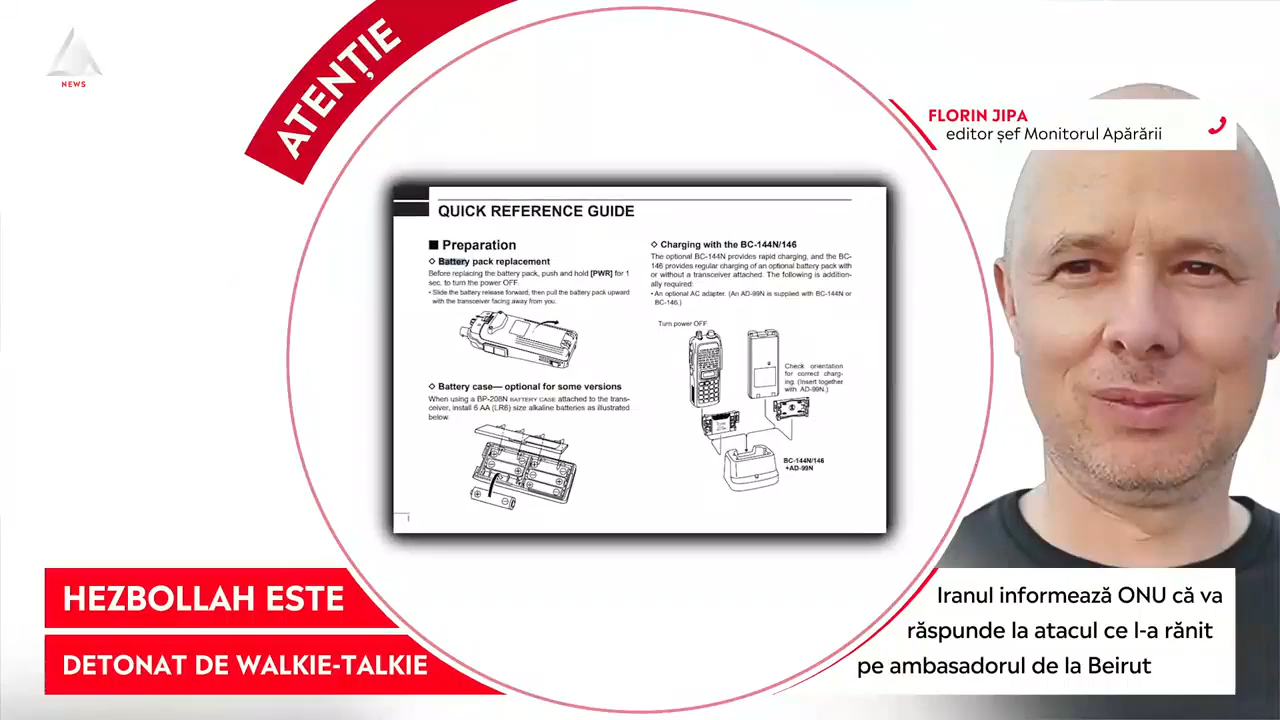 NEWS
ATENȚIE
FLORIN JIPA
editor șef Monitorul Apărării
QUICK REFERENCE GUIDE
■ Preparation
◇ Battery pack replacement
Before replacing the battery pack, push and hold [PWR] for 1
sec. to turn the power OFF.
• Slide the battery release forward, then pull the battery pack upward
with the transceiver facing away from you.
◇ Battery case— optional for some versions
When using a BP-208N BATTERY CASE attached to the trans-
ceiver, install 6 AA (LR6) size alkaline batteries as illustrated
below.
I
◇ Charging with the BC-144N/146
The optional BC-144N provides rapid charging, and the BC-
146 provides regular charging of an optional battery pack with
or without a transceiver attached. The following is addition-
ally required:
• An optional AC adapter. (An AD-99N is supplied with BC-144N or
BC-146.)
Turn power OFF
Check orientation
for correct charg-
ing. (Insert together
with AD-99N.)
BC-144N/146
+AD-99N
HEZBOLLAH ESTE
DETONAT DE WALKIE-TALKIE
Iranul informează ONU că va
răspunde la atacul ce l-a rănit
pe ambasadorul de la Beirut